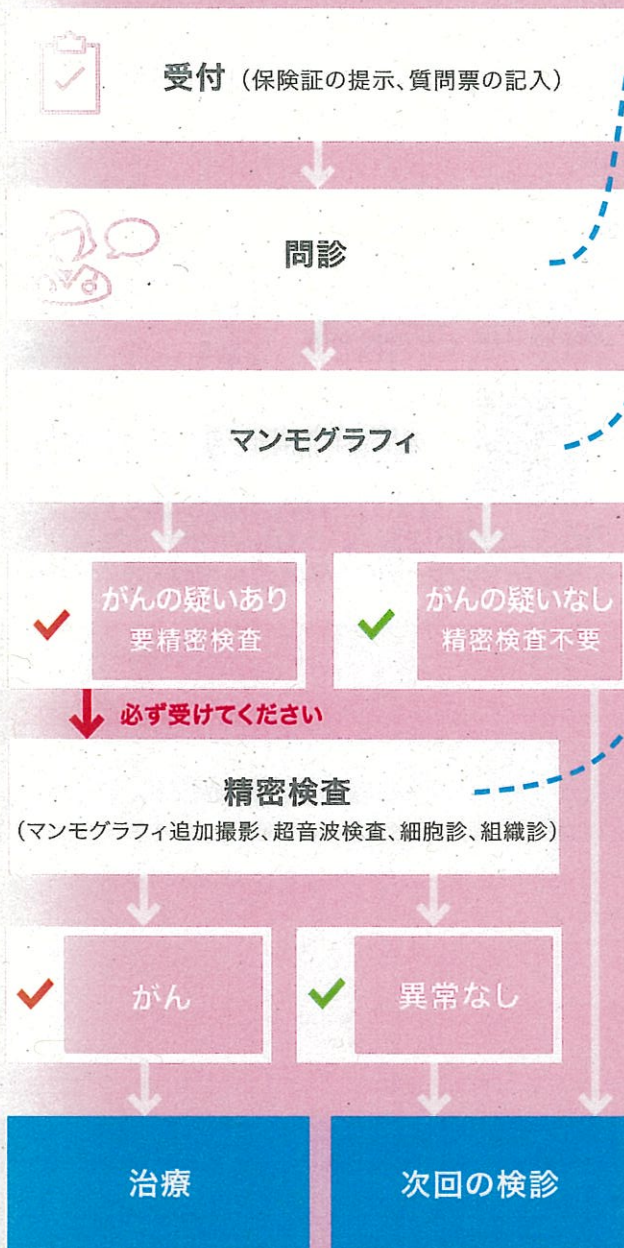 受付（保険証の提示、質問票の記入）
問診
マンモグラフィ
がんの疑いあり
要精密検査
がんの疑いなし
精密検査不要
必ず受けてください
精密検査
（マンモグラフィ追加撮影、超音波検査、細胞診、組織診）
がん
異常なし
治療
次回の検診